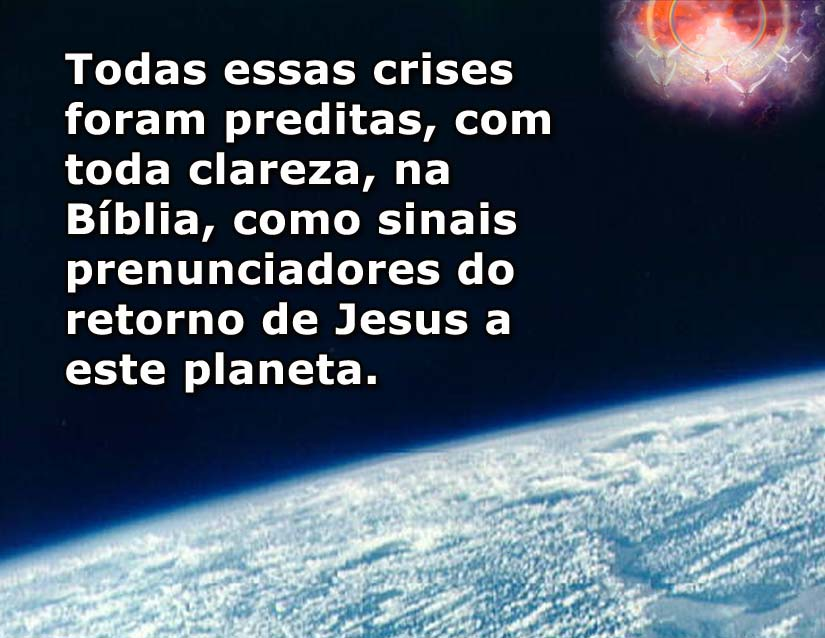 Todas essas crises
foram preditas, com
toda clareza, na
Bíblia, como sinais
prenunciadores do
retorno de Jesus a
este planeta.